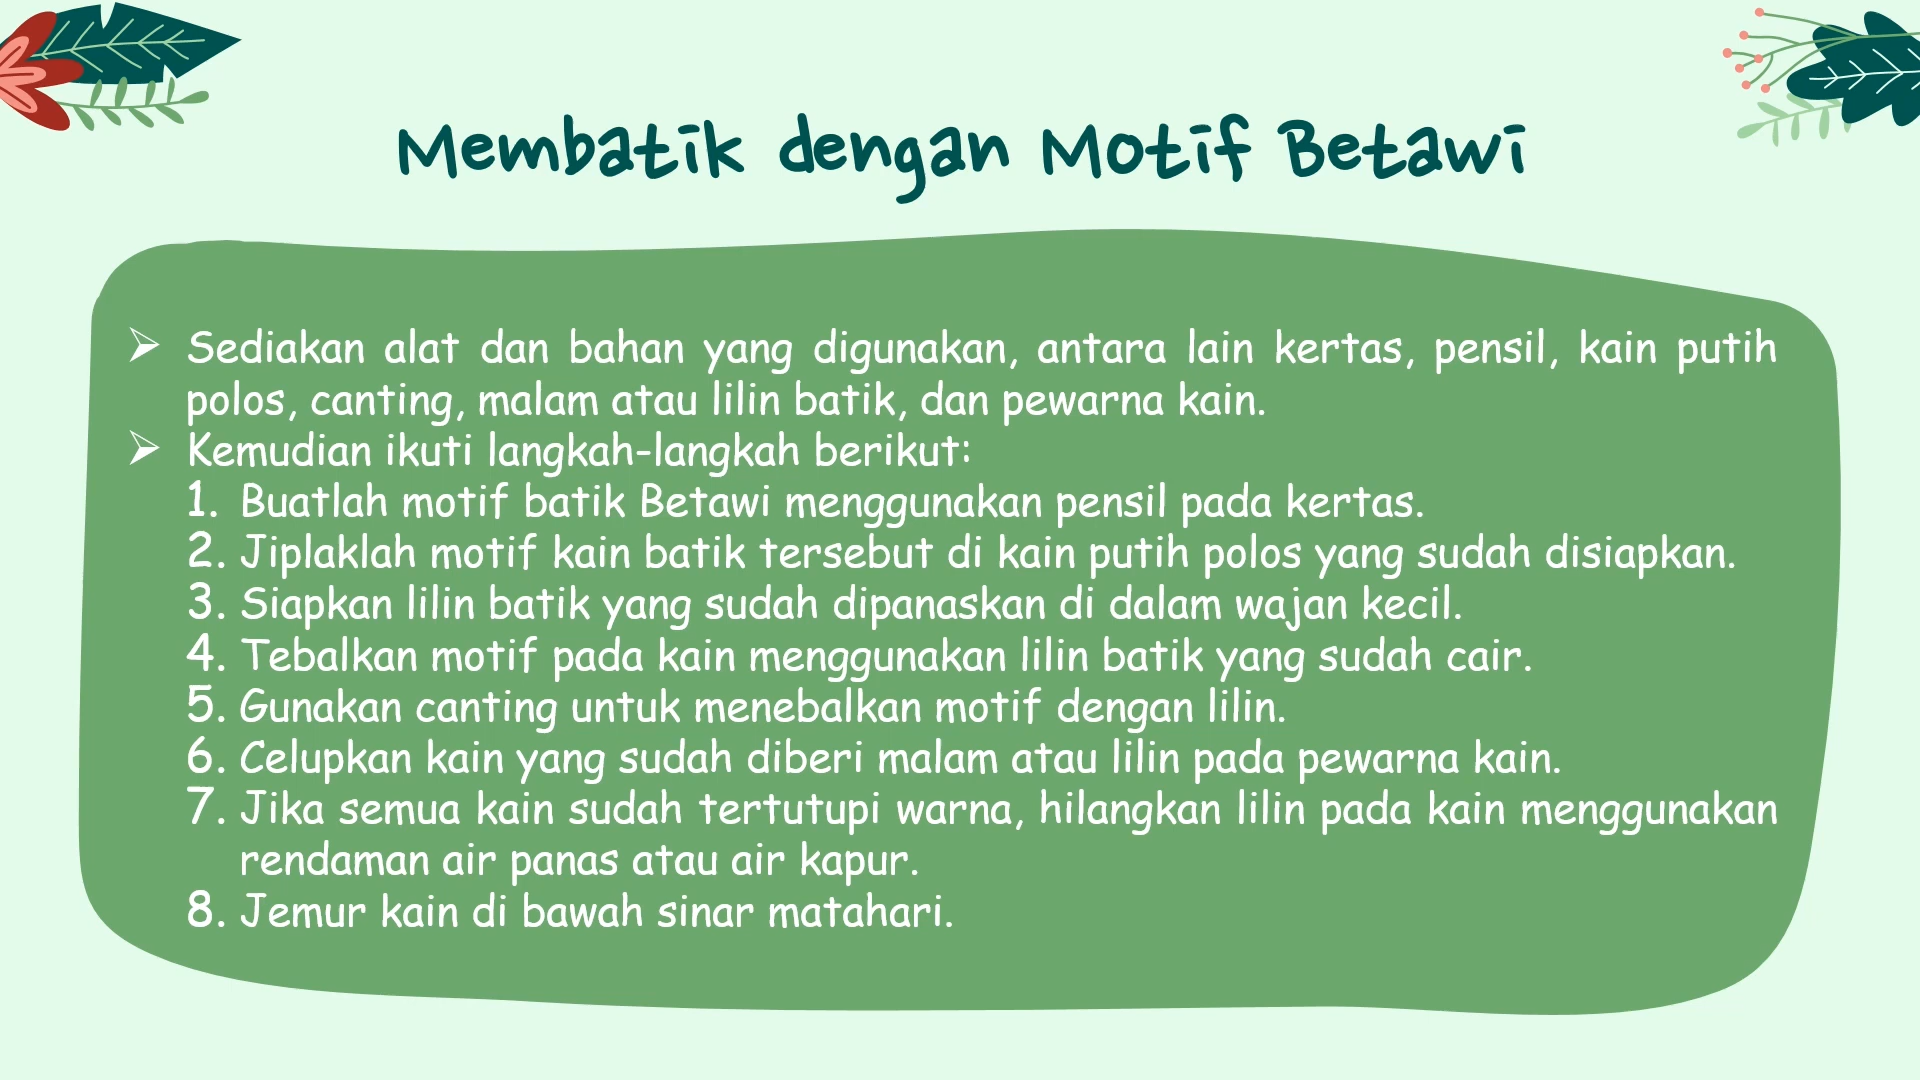 Membatik dengan Motif Betawi
➢ Sediakan alat dan bahan yang digunakan, antara lain kertas, pensil, kain putih
polos, canting, malam atau lilin batik, dan pewarna kain.
➢ Kemudian ikuti langkah-langkah berikut:
1. Buatlah motif batik Betawi menggunakan pensil pada kertas.
2. Jiplaklah motif kain batik tersebut di kain putih polos yang sudah disiapkan.
3. Siapkan lilin batik yang sudah dipanaskan di dalam wajan kecil.
4. Tebalkan motif pada kain menggunakan lilin batik yang sudah cair.
5. Gunakan canting untuk menebalkan motif dengan lilin.
6. Celupkan kain yang sudah diberi malam atau lilin pada pewarna kain.
7. Jika semua kain sudah tertutupi warna, hilangkan lilin pada kain menggunakan
rendaman air panas atau air kapur.
8. Jemur kain di bawah sinar matahari.